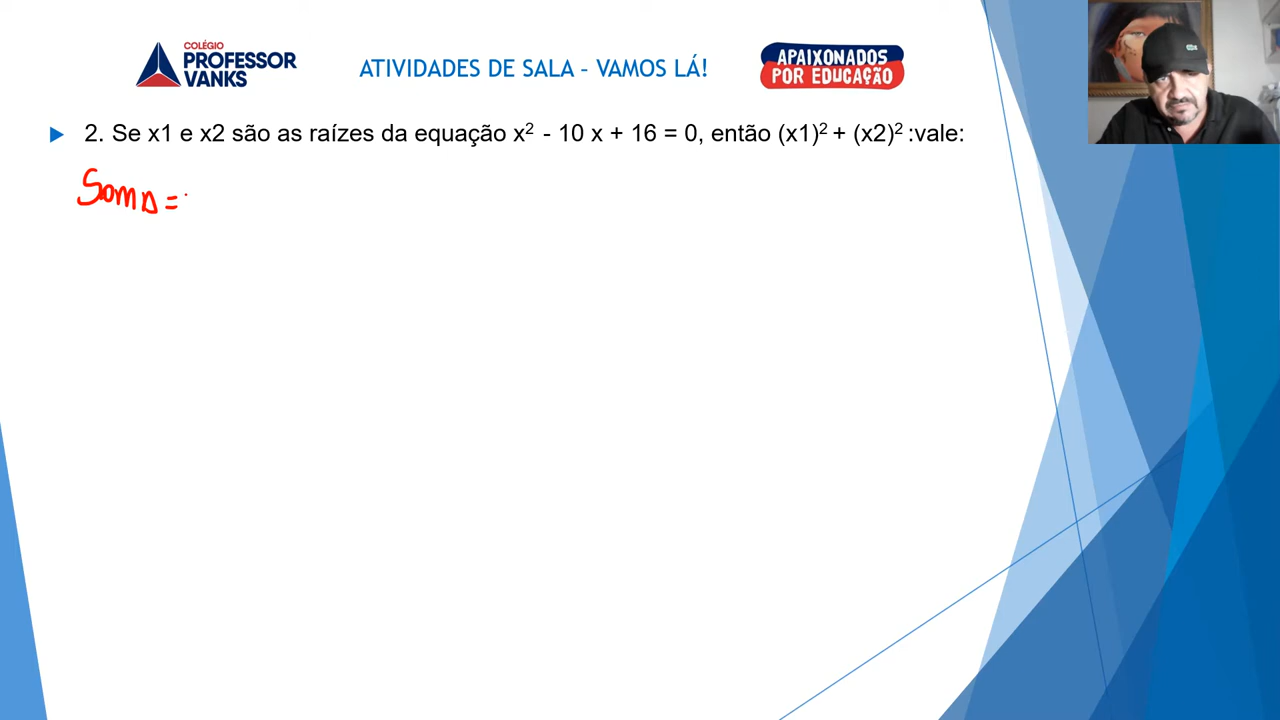 COLÉGIO
PROFESSOR
VANKS
ATIVIDADES DE SALA – VAMOS LÁ!
APAIXONADOS
POR EDUCAÇÃO
2. Se x1 e x2 são as raízes da equação x² - 10 x + 16 = 0, então (x1)² + (x2)² :vale:
SomA =